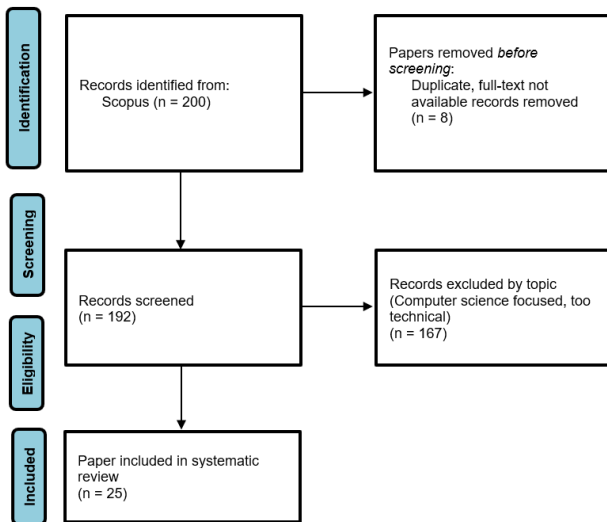 Identification
Records identified from:
Scopus (n = 200)
Papers removed before
screening:
Duplicate, full-text not
available records removed
(n = 8)
Screening
Records screened
(n = 192)
Records excluded by topic
(Computer science focused, too
technical)
(n = 167)
Eligibility
Included
Paper included in systematic
review
(n = 25)